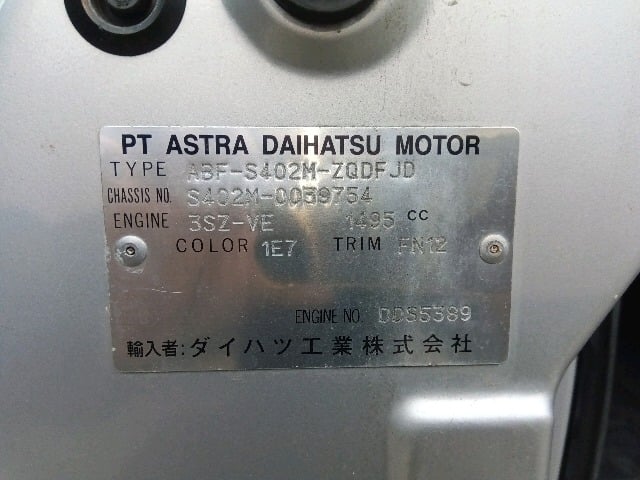 PT ASTRA DAIHATSU MOTOR
TYPE ABF-S402M-ZQDFJD
CHASSIS NO. S402M-0059754
ENGINE 3SZ-VE 1495 cc
COLOR 1E7 TRIM FN12
ENGINE NO. DDS5389
輸入者:ダイハツ工業株式会社